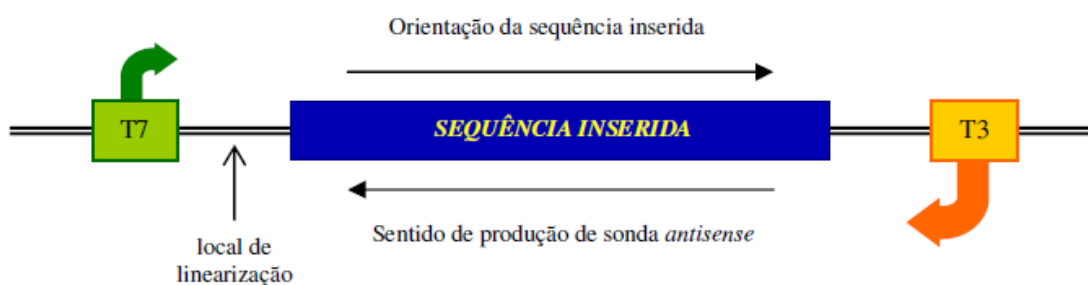 Orientação da sequência inserida
T7
SEQUÊNCIA INSERIDA
T3
Sentido de produção de sonda antisense
local de
linearização